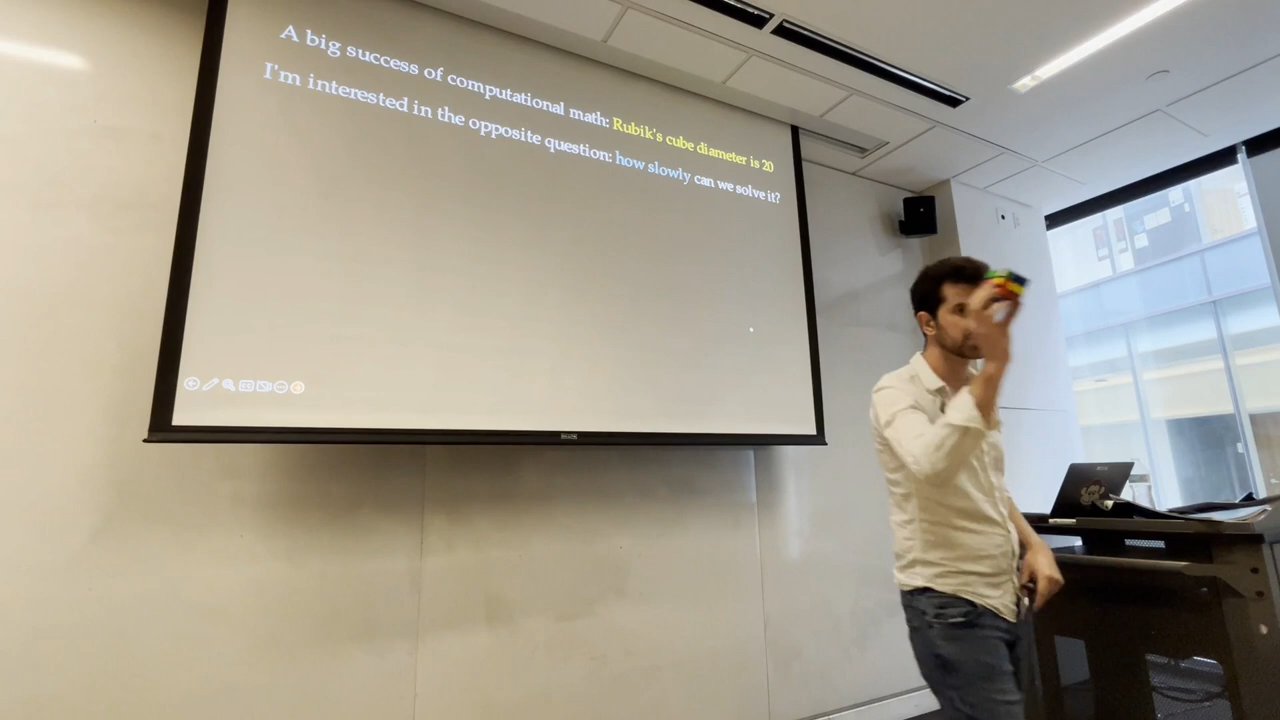 A big success of computational math: Rubik's cube diameter is 20
I'm interested in the opposite question: how slowly can we solve it?